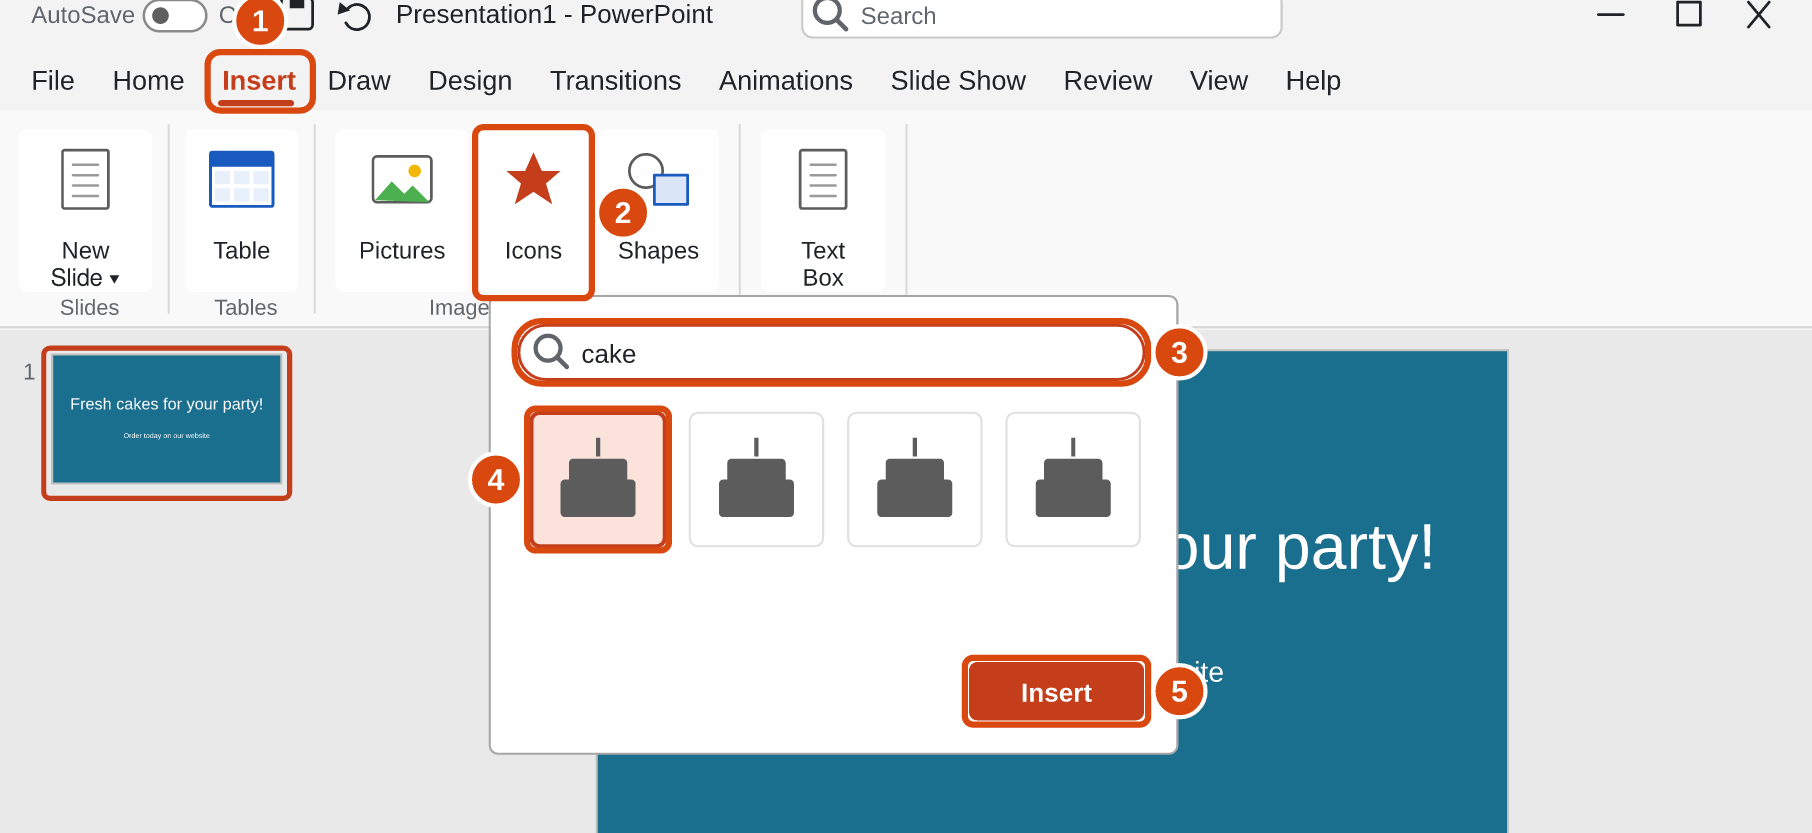 AutoSave
1
Presentation1 - PowerPoint
Search
File Home Insert Draw Design Transitions Animations Slide Show Review View Help
New
Slide
Table
Pictures
Icons
2
Shapes
Text
Box
Slides
Tables
Image
1
Fresh cakes for your party!
Order today on our website
cake
3
4
our party!
ite
Insert
5